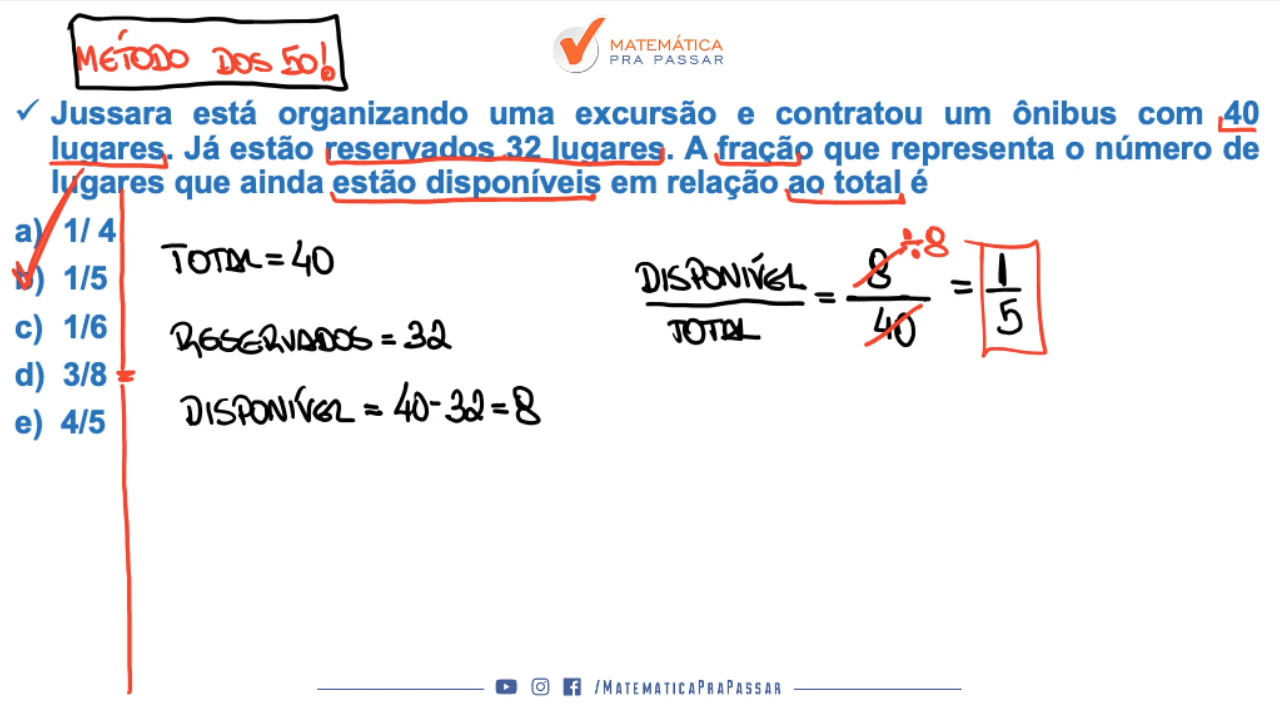 MÉTODO DOS 50!
MATEMÁTICA
PRA PASSAR
✓ Jussara está organizando uma excursão e contratou um ônibus com 40
lugares. Já estão reservados 32 lugares. A fração que representa o número de
lugares que ainda estão disponíveis em relação ao total é
a) 1/ 4
b) 1/5
c) 1/6
d) 3/8
e) 4/5
TOTAL = 40
RESERVADOS = 32
DISPONÍVEL = 40 - 32 = 8
DISPONÍVEL / TOTAL = 8 / 40 ÷8 = 1 / 5
/MATEMATICAPRAPASSAR